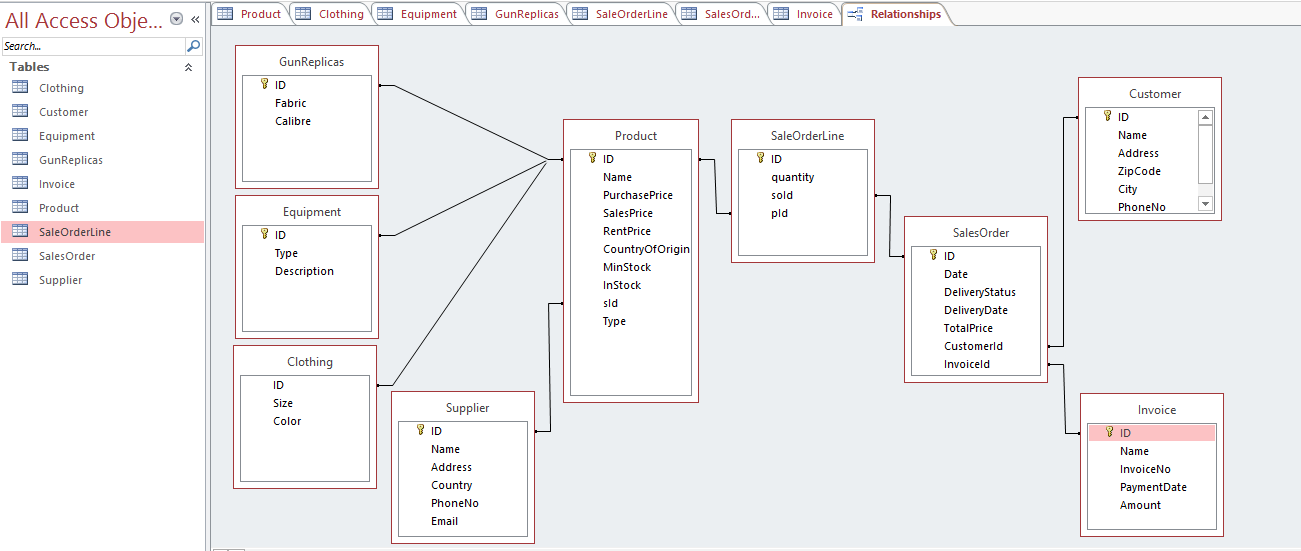 All Access Obje...
Search...
Tables
Clothing
Customer
Equipment
GunReplicas
Invoice
Product
SaleOrderLine
SalesOrder
Supplier
Product
Clothing
Equipment
GunReplicas
SaleOrderLine
SalesOrd...
Invoice
Relationships
GunReplicas
ID
Fabric
Calibre
Equipment
ID
Type
Description
Clothing
ID
Size
Color
Supplier
ID
Name
Address
Country
PhoneNo
Email
Product
ID
Name
PurchasePrice
SalesPrice
RentPrice
CountryOfOrigin
MinStock
InStock
sId
Type
SaleOrderLine
ID
quantity
soId
pId
SalesOrder
ID
Date
DeliveryStatus
DeliveryDate
TotalPrice
CustomerId
InvoiceId
Customer
ID
Name
Address
ZipCode
City
PhoneNo
Invoice
ID
Name
InvoiceNo
PaymentDate
Amount